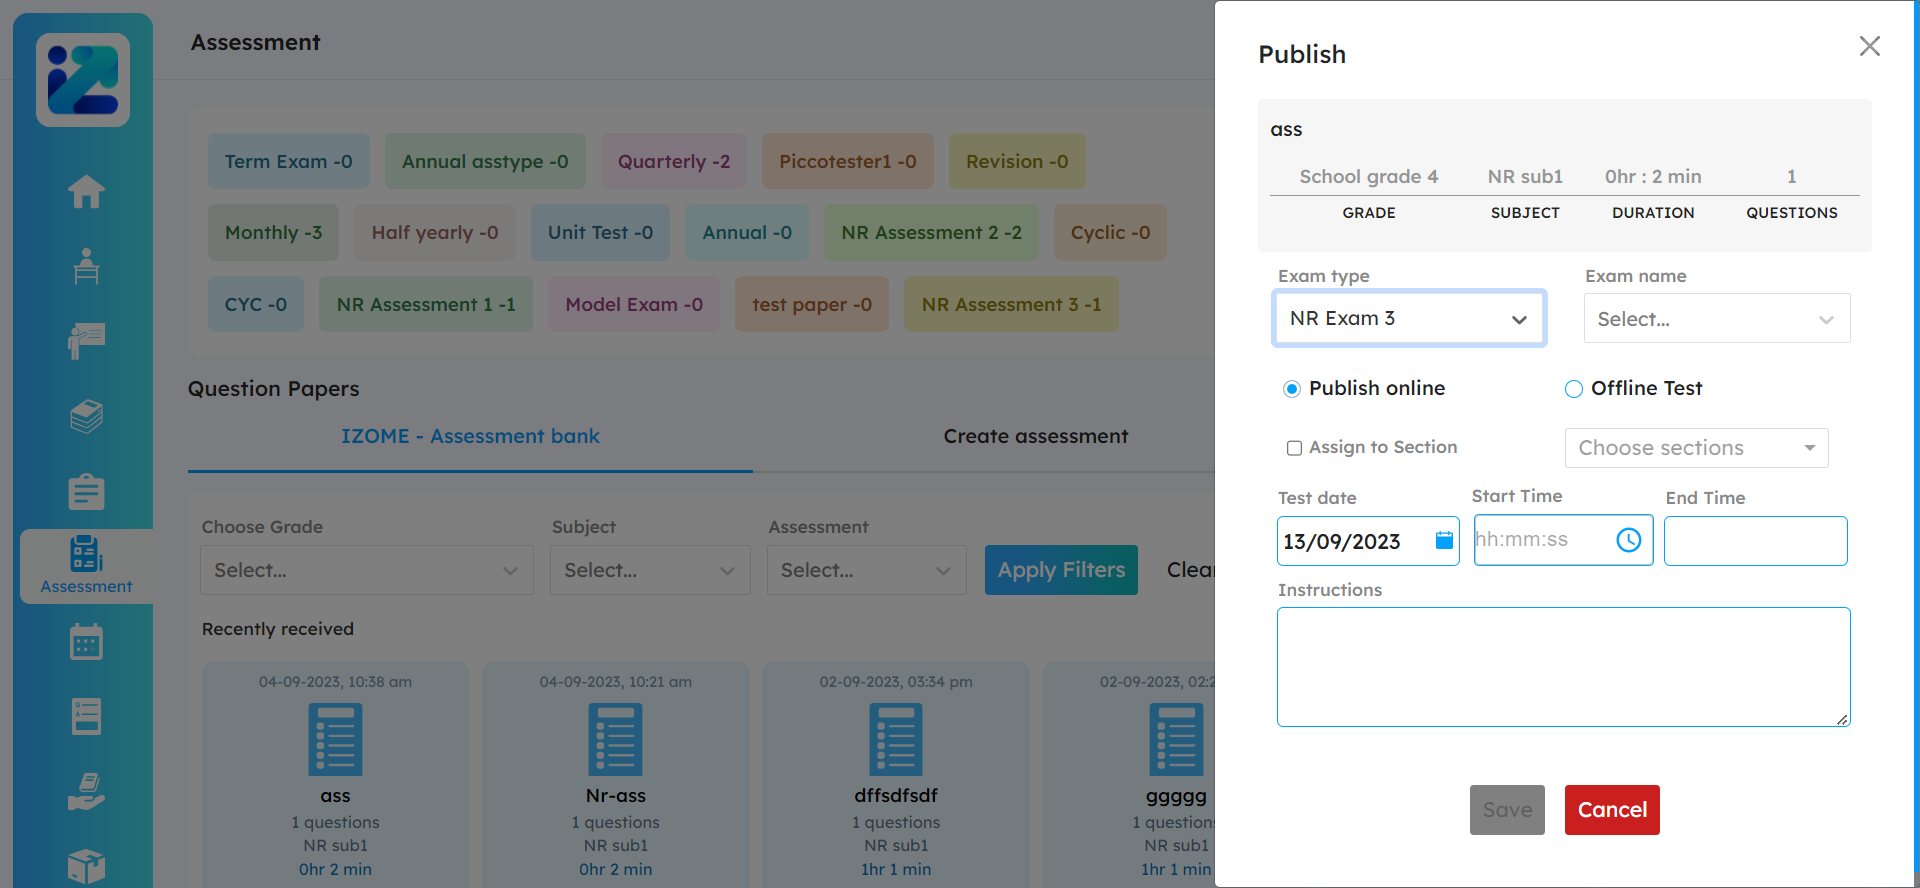 Assessment
Term Exam -0
Annual asstype -0
Quarterly -2
Piccotester1 -0
Revision -0
Monthly -3
Half yearly -0
Unit Test -0
Annual -0
NR Assessment 2 -2
Cyclic -0
CYC -0
NR Assessment 1 -1
Model Exam -0
test paper -0
NR Assessment 3 -1
Question Papers
IZOME - Assessment bank
Create assessment
Choose Grade
Subject
Assessment
Select...
Select...
Select...
Apply Filters
Clear
Recently received
04-09-2023, 10:38 am
ass
1 questions
NR sub1
0hr 2 min
04-09-2023, 10:21 am
Nr-ass
1 questions
NR sub1
0hr 2 min
02-09-2023, 03:34 pm
dffsdfsdf
1 questions
NR sub1
1hr 1 min
02-09-2023, 02:2
ggggg
1 questions
NR sub1
1hr 1 min
Assessment
Publish
ass
School grade 4
NR sub1
0hr : 2 min
1
GRADE
SUBJECT
DURATION
QUESTIONS
Exam type
Exam name
NR Exam 3
Select...
Publish online
Offline Test
Assign to Section
Choose sections
Test date
Start Time
End Time
13/09/2023
hh:mm:ss
Instructions
Save
Cancel